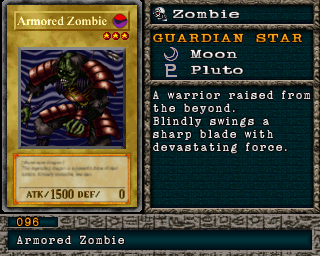 Armored Zombie
ATK/1500 DEF/ 0
Zombie
GUARDIAN STAR
Moon
Pluto
A warrior raised from
the beyond.
Blindly swings a
sharp blade with
devastating force.
096
Armored Zombie